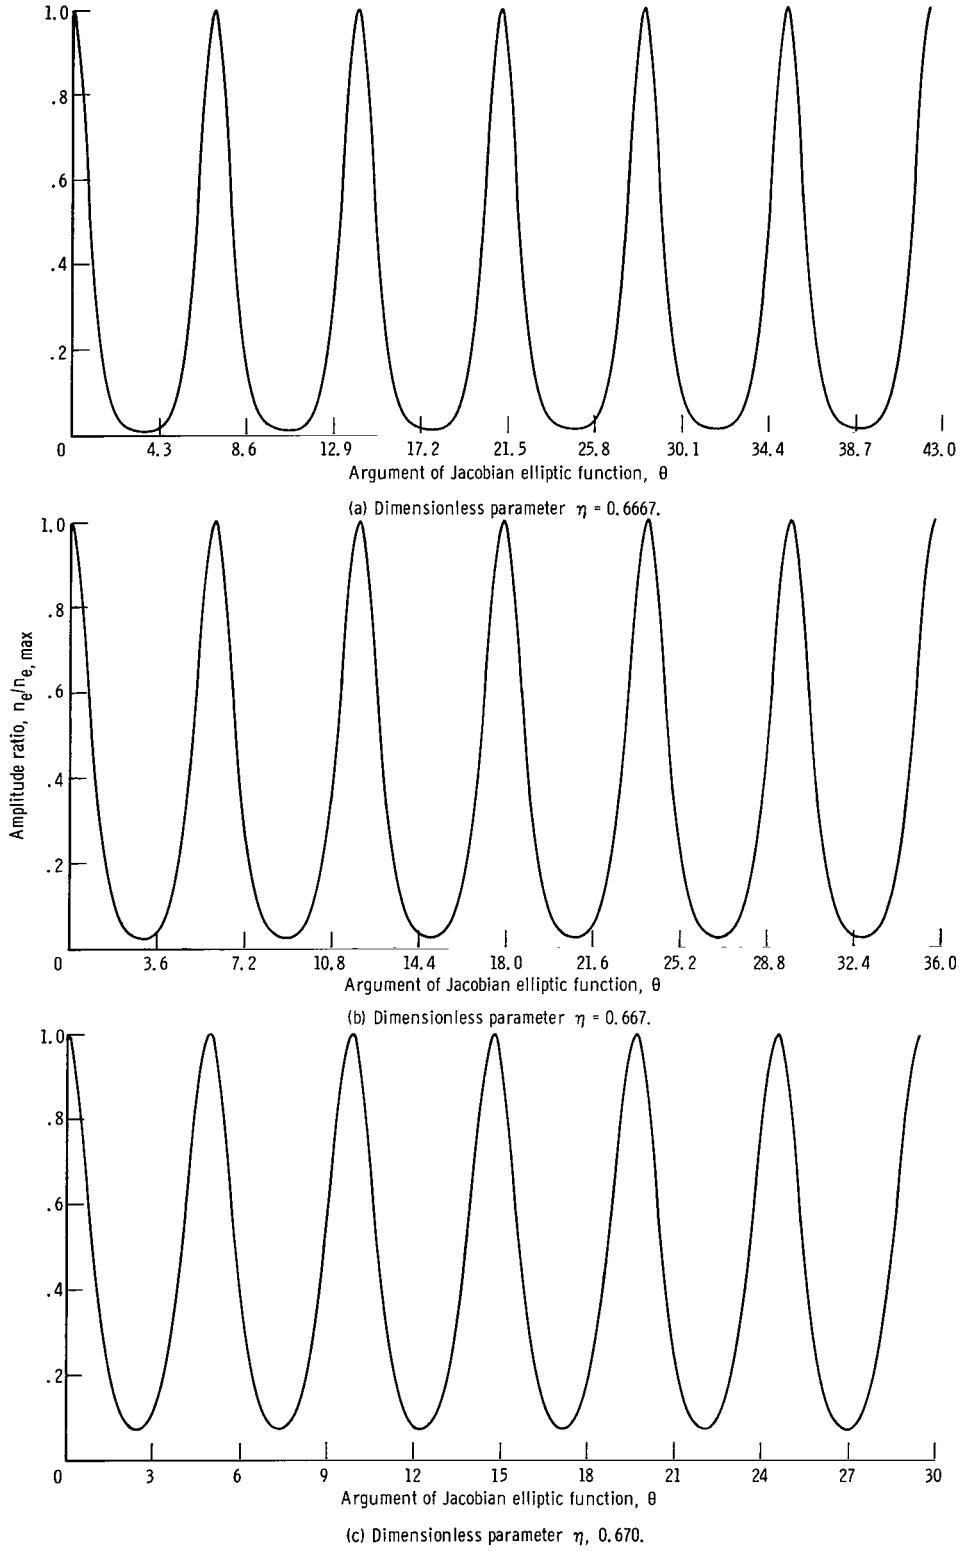 1.0
.8
.6
.4
.2
0 4.3 8.6 12.9 17.2 21.5 25.8 30.1 34.4 38.7 43.0
Argument of Jacobian elliptic function, θ
(a) Dimensionless parameter η = 0.6667.
Amplitude ratio, ne/ne, max
1.0
.8
.6
.4
.2
0 3.6 7.2 10.8 14.4 18.0 21.6 25.2 28.8 32.4 36.0
Argument of Jacobian elliptic function, θ
(b) Dimensionless parameter η = 0.667.
1.0
.8
.6
.4
.2
0 3 6 9 12 15 18 21 24 27 30
Argument of Jacobian elliptic function, θ
(c) Dimensionless parameter η, 0.670.